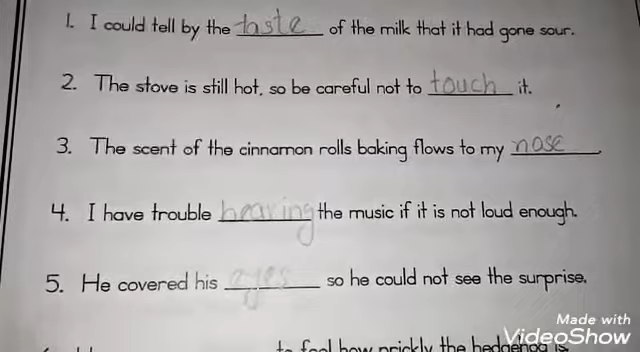 1. I could tell by the taste of the milk that it had gone sour.
2. The stove is still hot, so be careful not to touch it.
3. The scent of the cinnamon rolls baking flows to my nose.
4. I have trouble hearing the music if it is not loud enough.
5. He covered his eyes so he could not see the surprise.
to feel how prickly the hedgehog is.
Made with
VideoShow